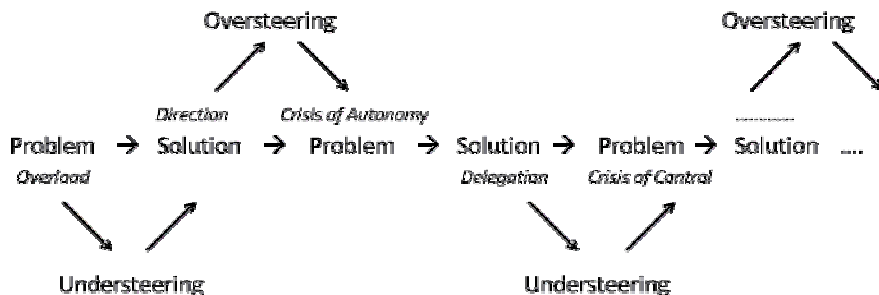 Oversteering Oversteering
Direction Crisis of Autonomy ............
Problem → Solution → Problem → Solution → Problem → Solution ....
Overload Delegation Crisis of Control
Understeering Understeering